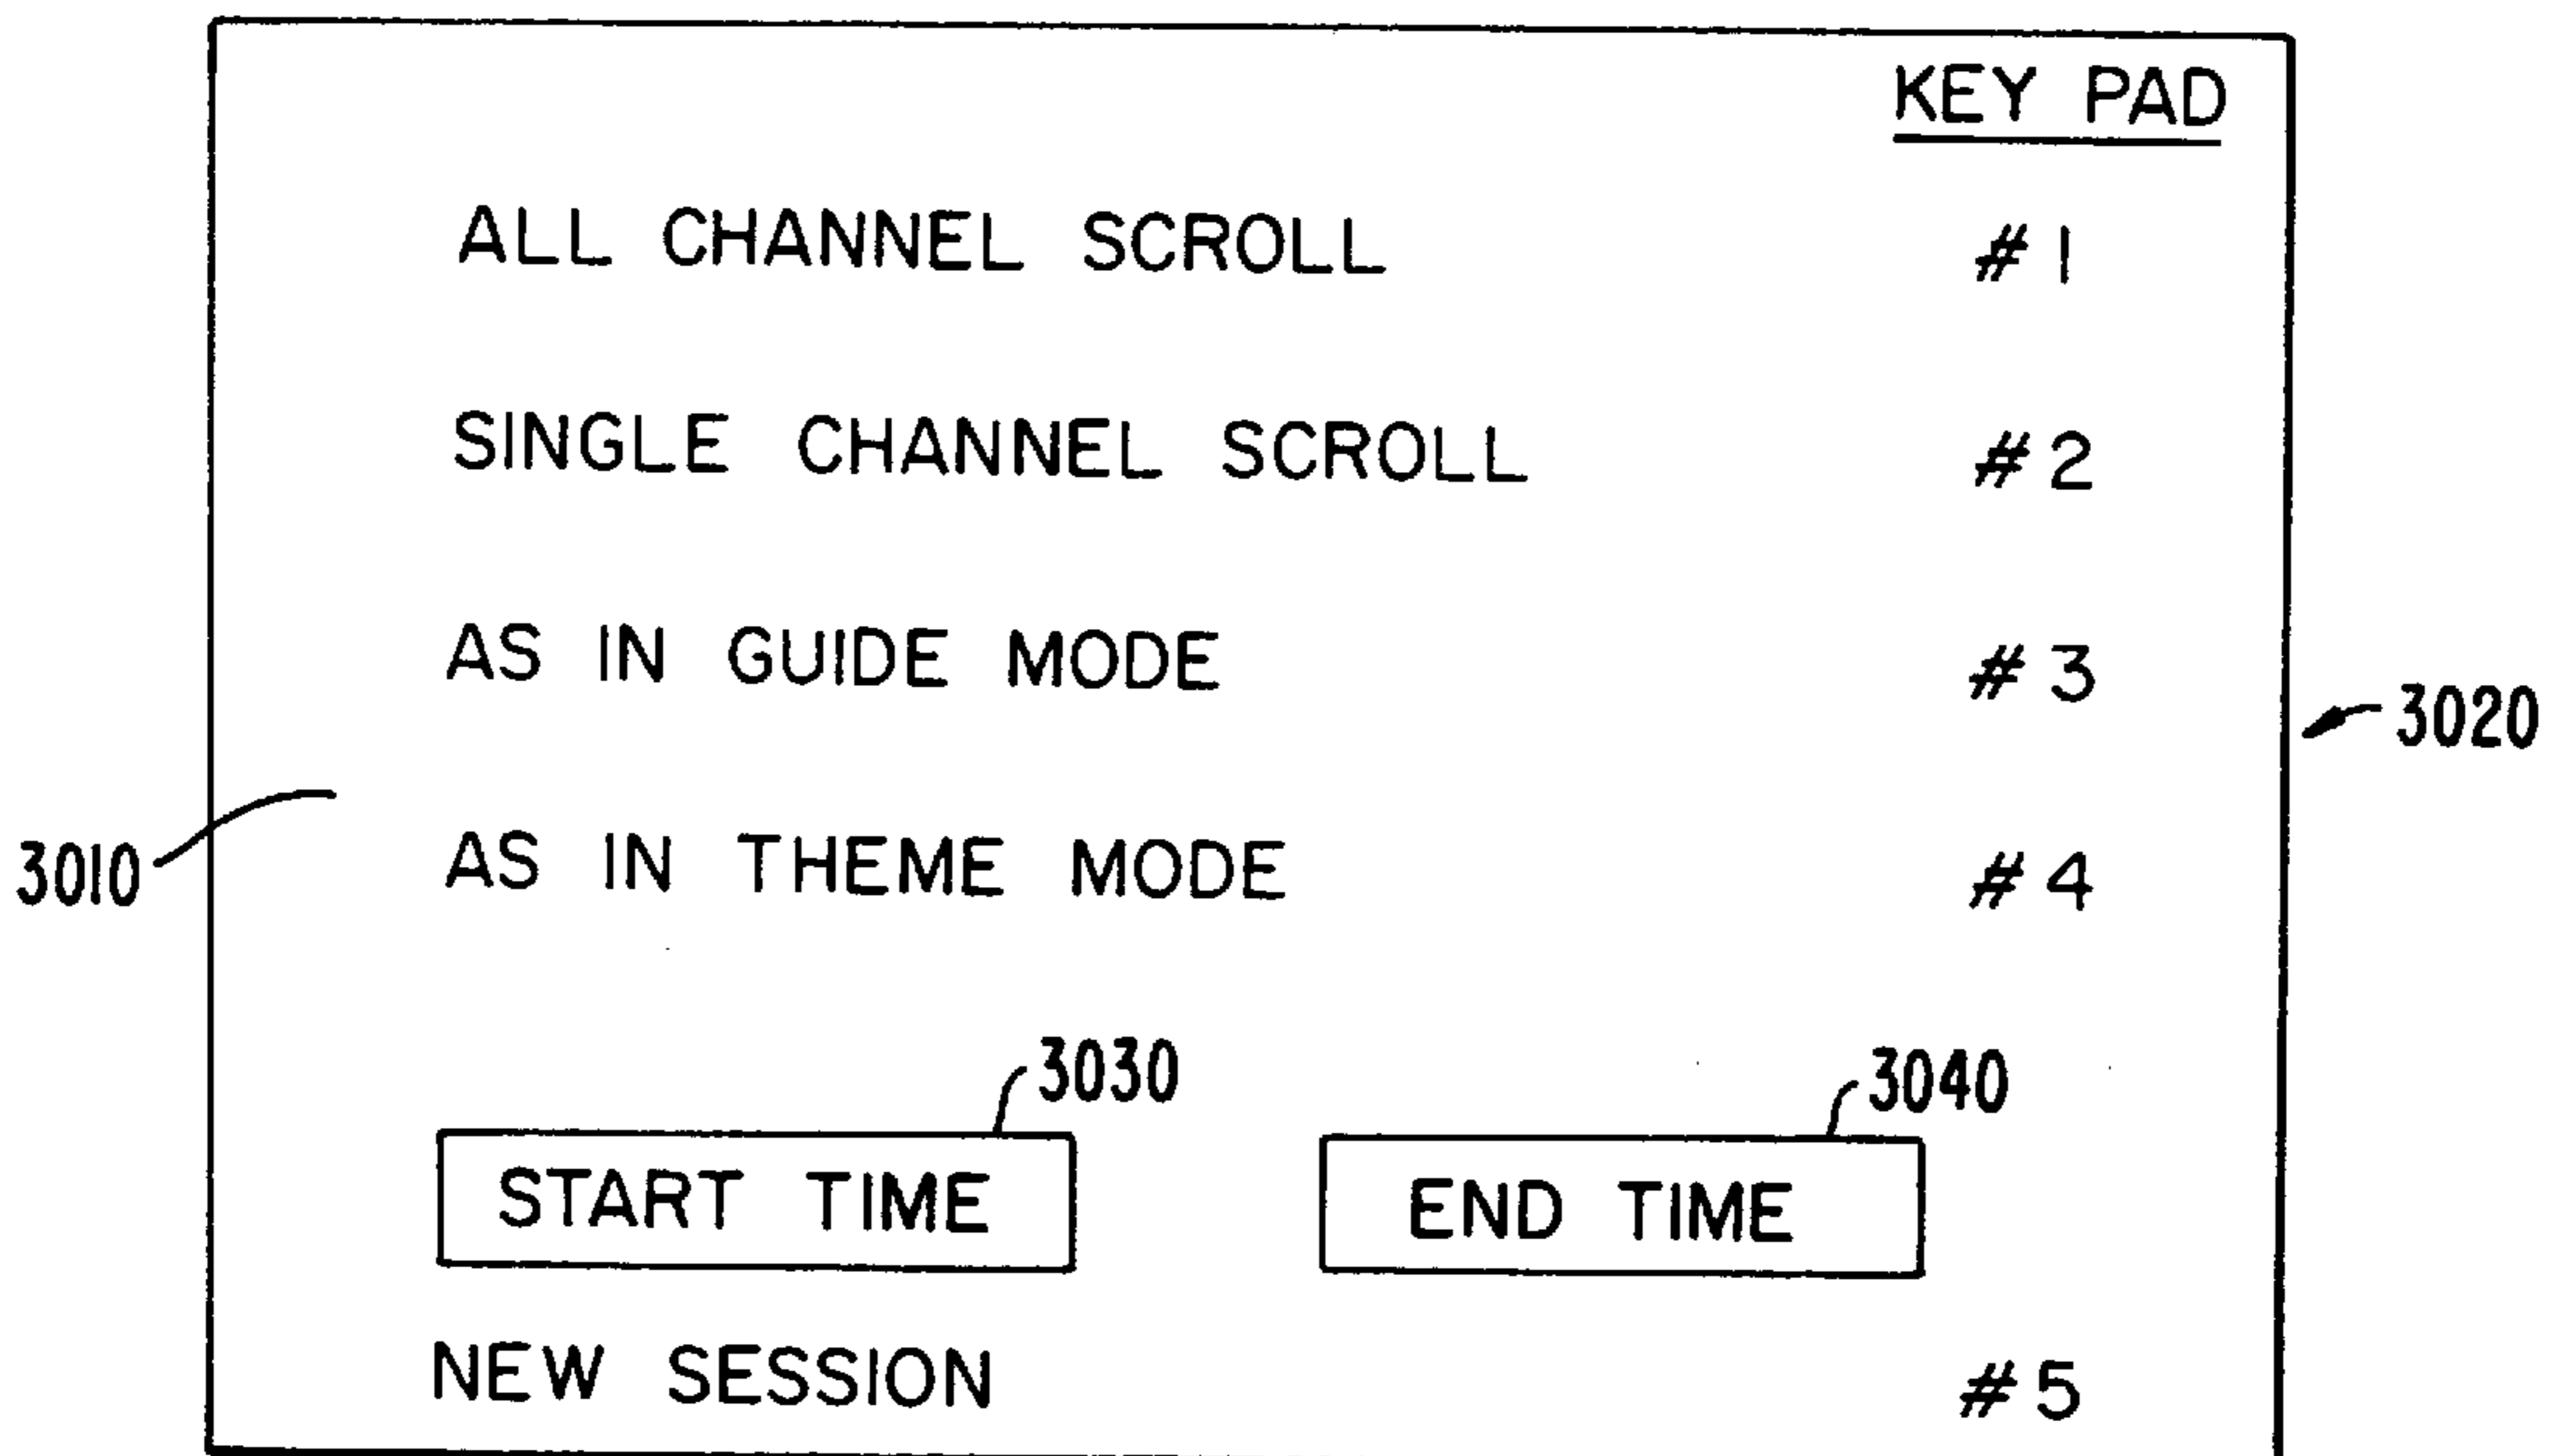 KEY PAD
ALL CHANNEL SCROLL #1
SINGLE CHANNEL SCROLL #2
AS IN GUIDE MODE #3
3020
AS IN THEME MODE #4
3010
3030 3040
START TIME END TIME
NEW SESSION #5